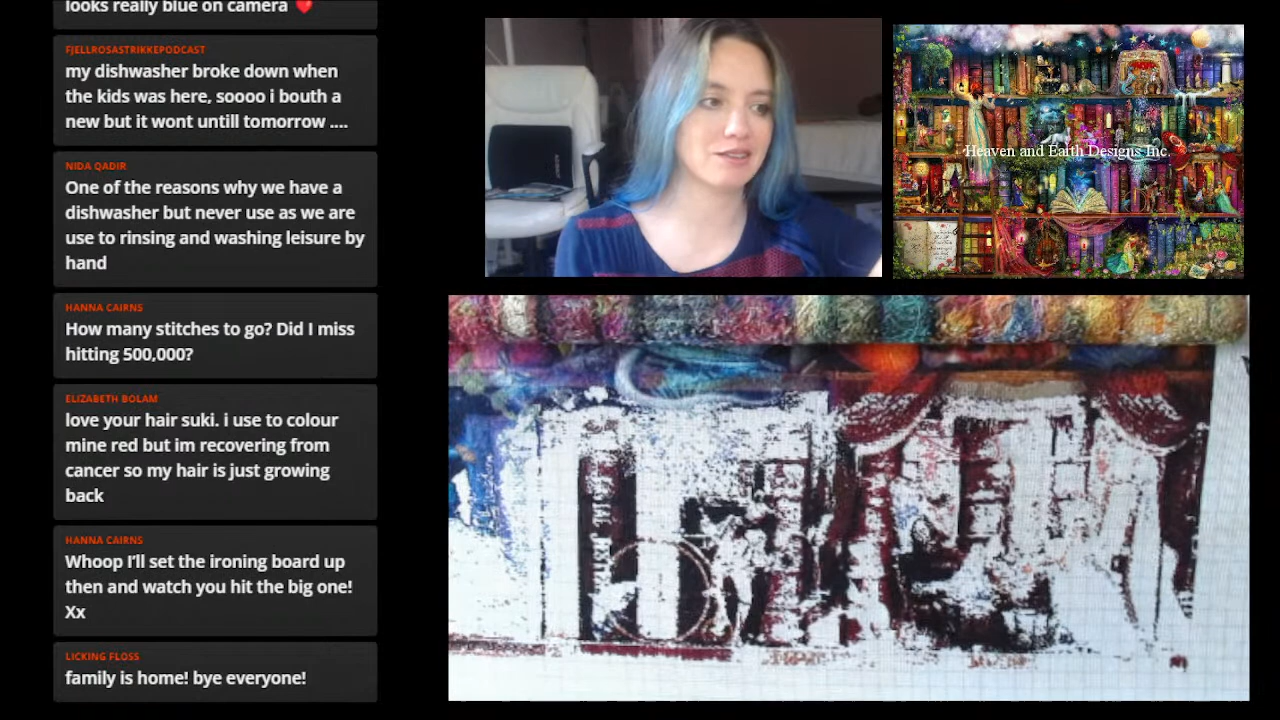 looks really blue on camera ❤️
FJELLROSASTRIKKEPODCAST
my dishwasher broke down when
the kids was here, soooo i bouth a
new but it wont untill tomorrow ....
NIDA QADIR
One of the reasons why we have a
dishwasher but never use as we are
use to rinsing and washing leisure by
hand
HANNA CAIRNS
How many stitches to go? Did I miss
hitting 500,000?
ELIZABETH BOLAM
love your hair suki. i use to colour
mine red but im recovering from
cancer so my hair is just growing
back
HANNA CAIRNS
Whoop I'll set the ironing board up
then and watch you hit the big one!
Xx
LICKING FLOSS
family is home! bye everyone!
Heaven and Earth Designs Inc.